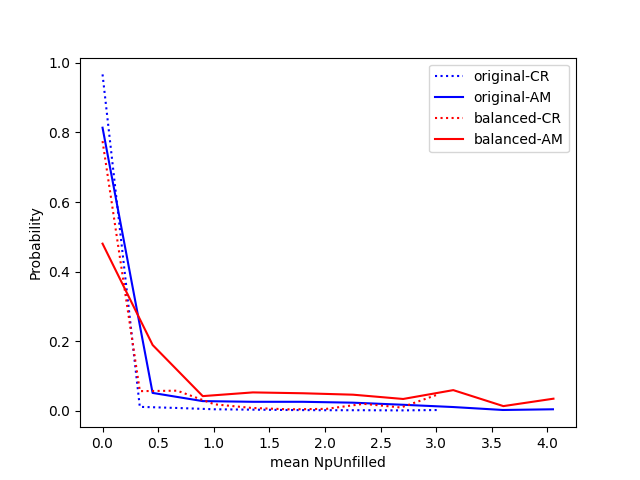 original-CR
original-AM
balanced-CR
balanced-AM
Probability
1.0
0.8
0.6
0.4
0.2
0.0
0.0 0.5 1.0 1.5 2.0 2.5 3.0 3.5 4.0
mean NpUnfilled